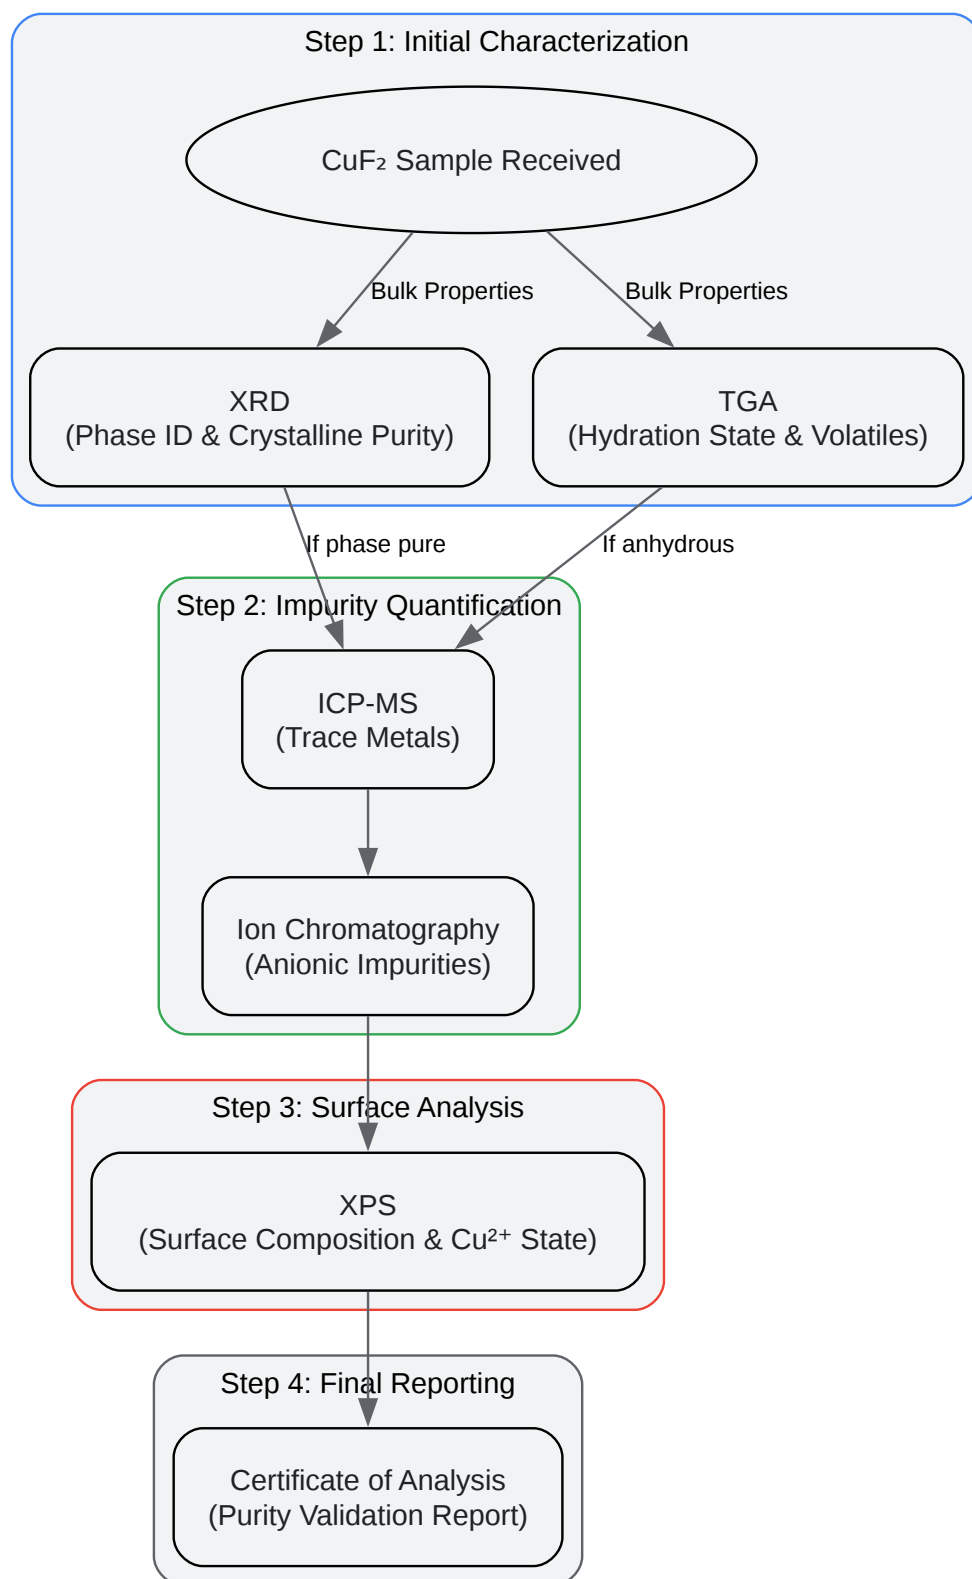 Step 1: Initial Characterization
CuF₂ Sample Received
Bulk Properties
Bulk Properties
XRD
(Phase ID & Crystalline Purity)
TGA
(Hydration State & Volatiles)
If phase pure
If anhydrous
Step 2: Impurity Quantification
ICP-MS
(Trace Metals)
Ion Chromatography
(Anionic Impurities)
Step 3: Surface Analysis
XPS
(Surface Composition & Cu²⁺ State)
Step 4: Final Reporting
Certificate of Analysis
(Purity Validation Report)